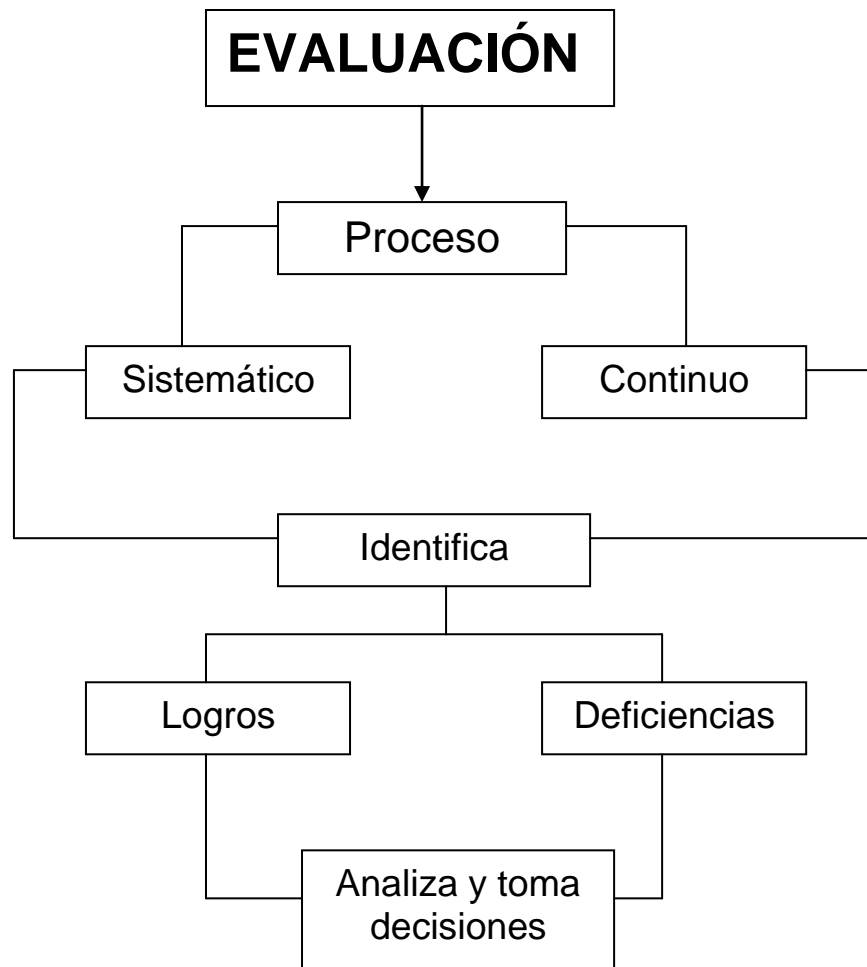 EVALUACIÓN
Proceso
Sistemático
Continuo
Identifica
Logros
Deficiencias
Analiza y toma
decisiones